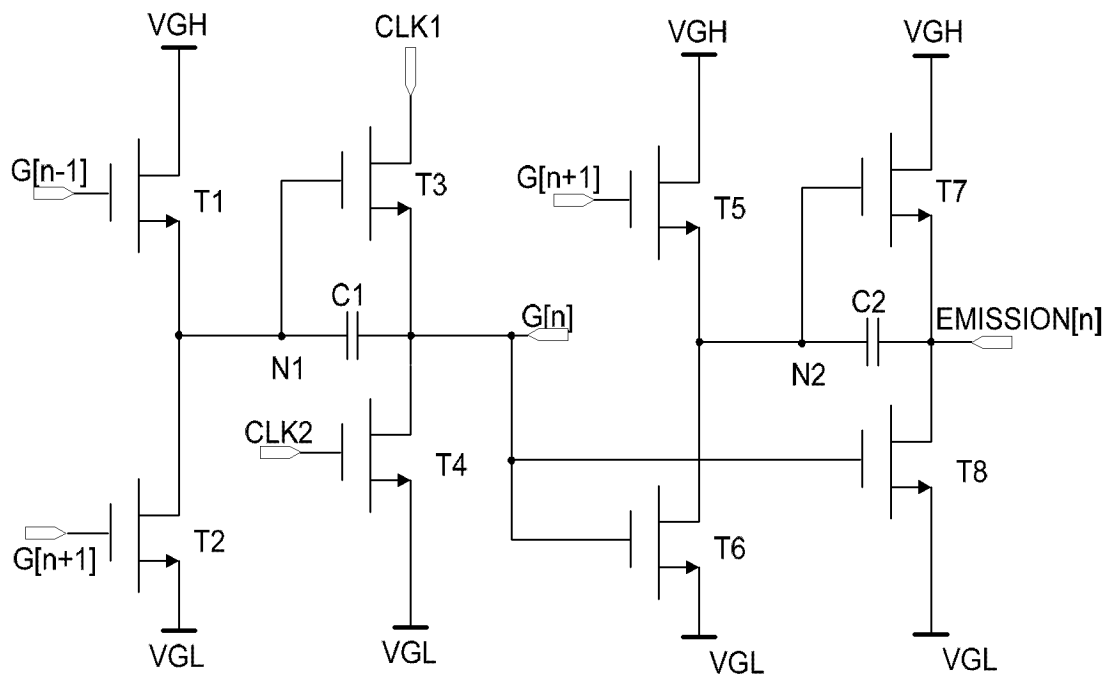 VGH
CLK1
VGH
VGH
G[n-1]
T1
T3
G[n+1]
T5
T7
C1
G[n]
C2
EMISSION[n]
N1
N2
CLK2
T4
T8
G[n+1]
T2
T6
VGL
VGL
VGL
VGL